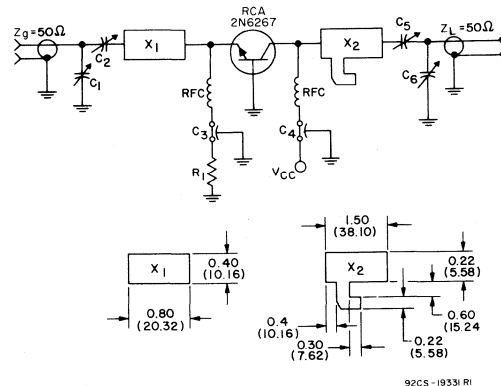 RCA
2N6267
Zg=50Ω
ZL=50Ω
C2
X1
X2
C5
C1
C6
RFC
RFC
C3
C4
R1
VCC
1.50
(38.10)
X1
0.40
(10.16)
0.80
(20.32)
X2
0.22
(5.58)
0.60
(15.24
0.4
(10.16)
0.30
(7.62)
0.22
(5.58)
92CS-19331 R1